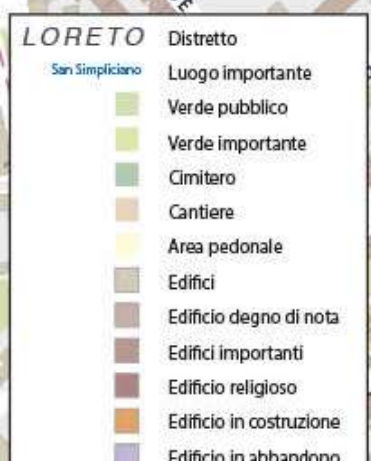 LORETO Distretto
San Simpliciano Luogo importante
Verde pubblico
Verde importante
Cimitero
Cantiere
Area pedonale
Edifici
Edificio degno di nota
Edifici importanti
Edificio religioso
Edificio in costruzione
Edificio in abbandono